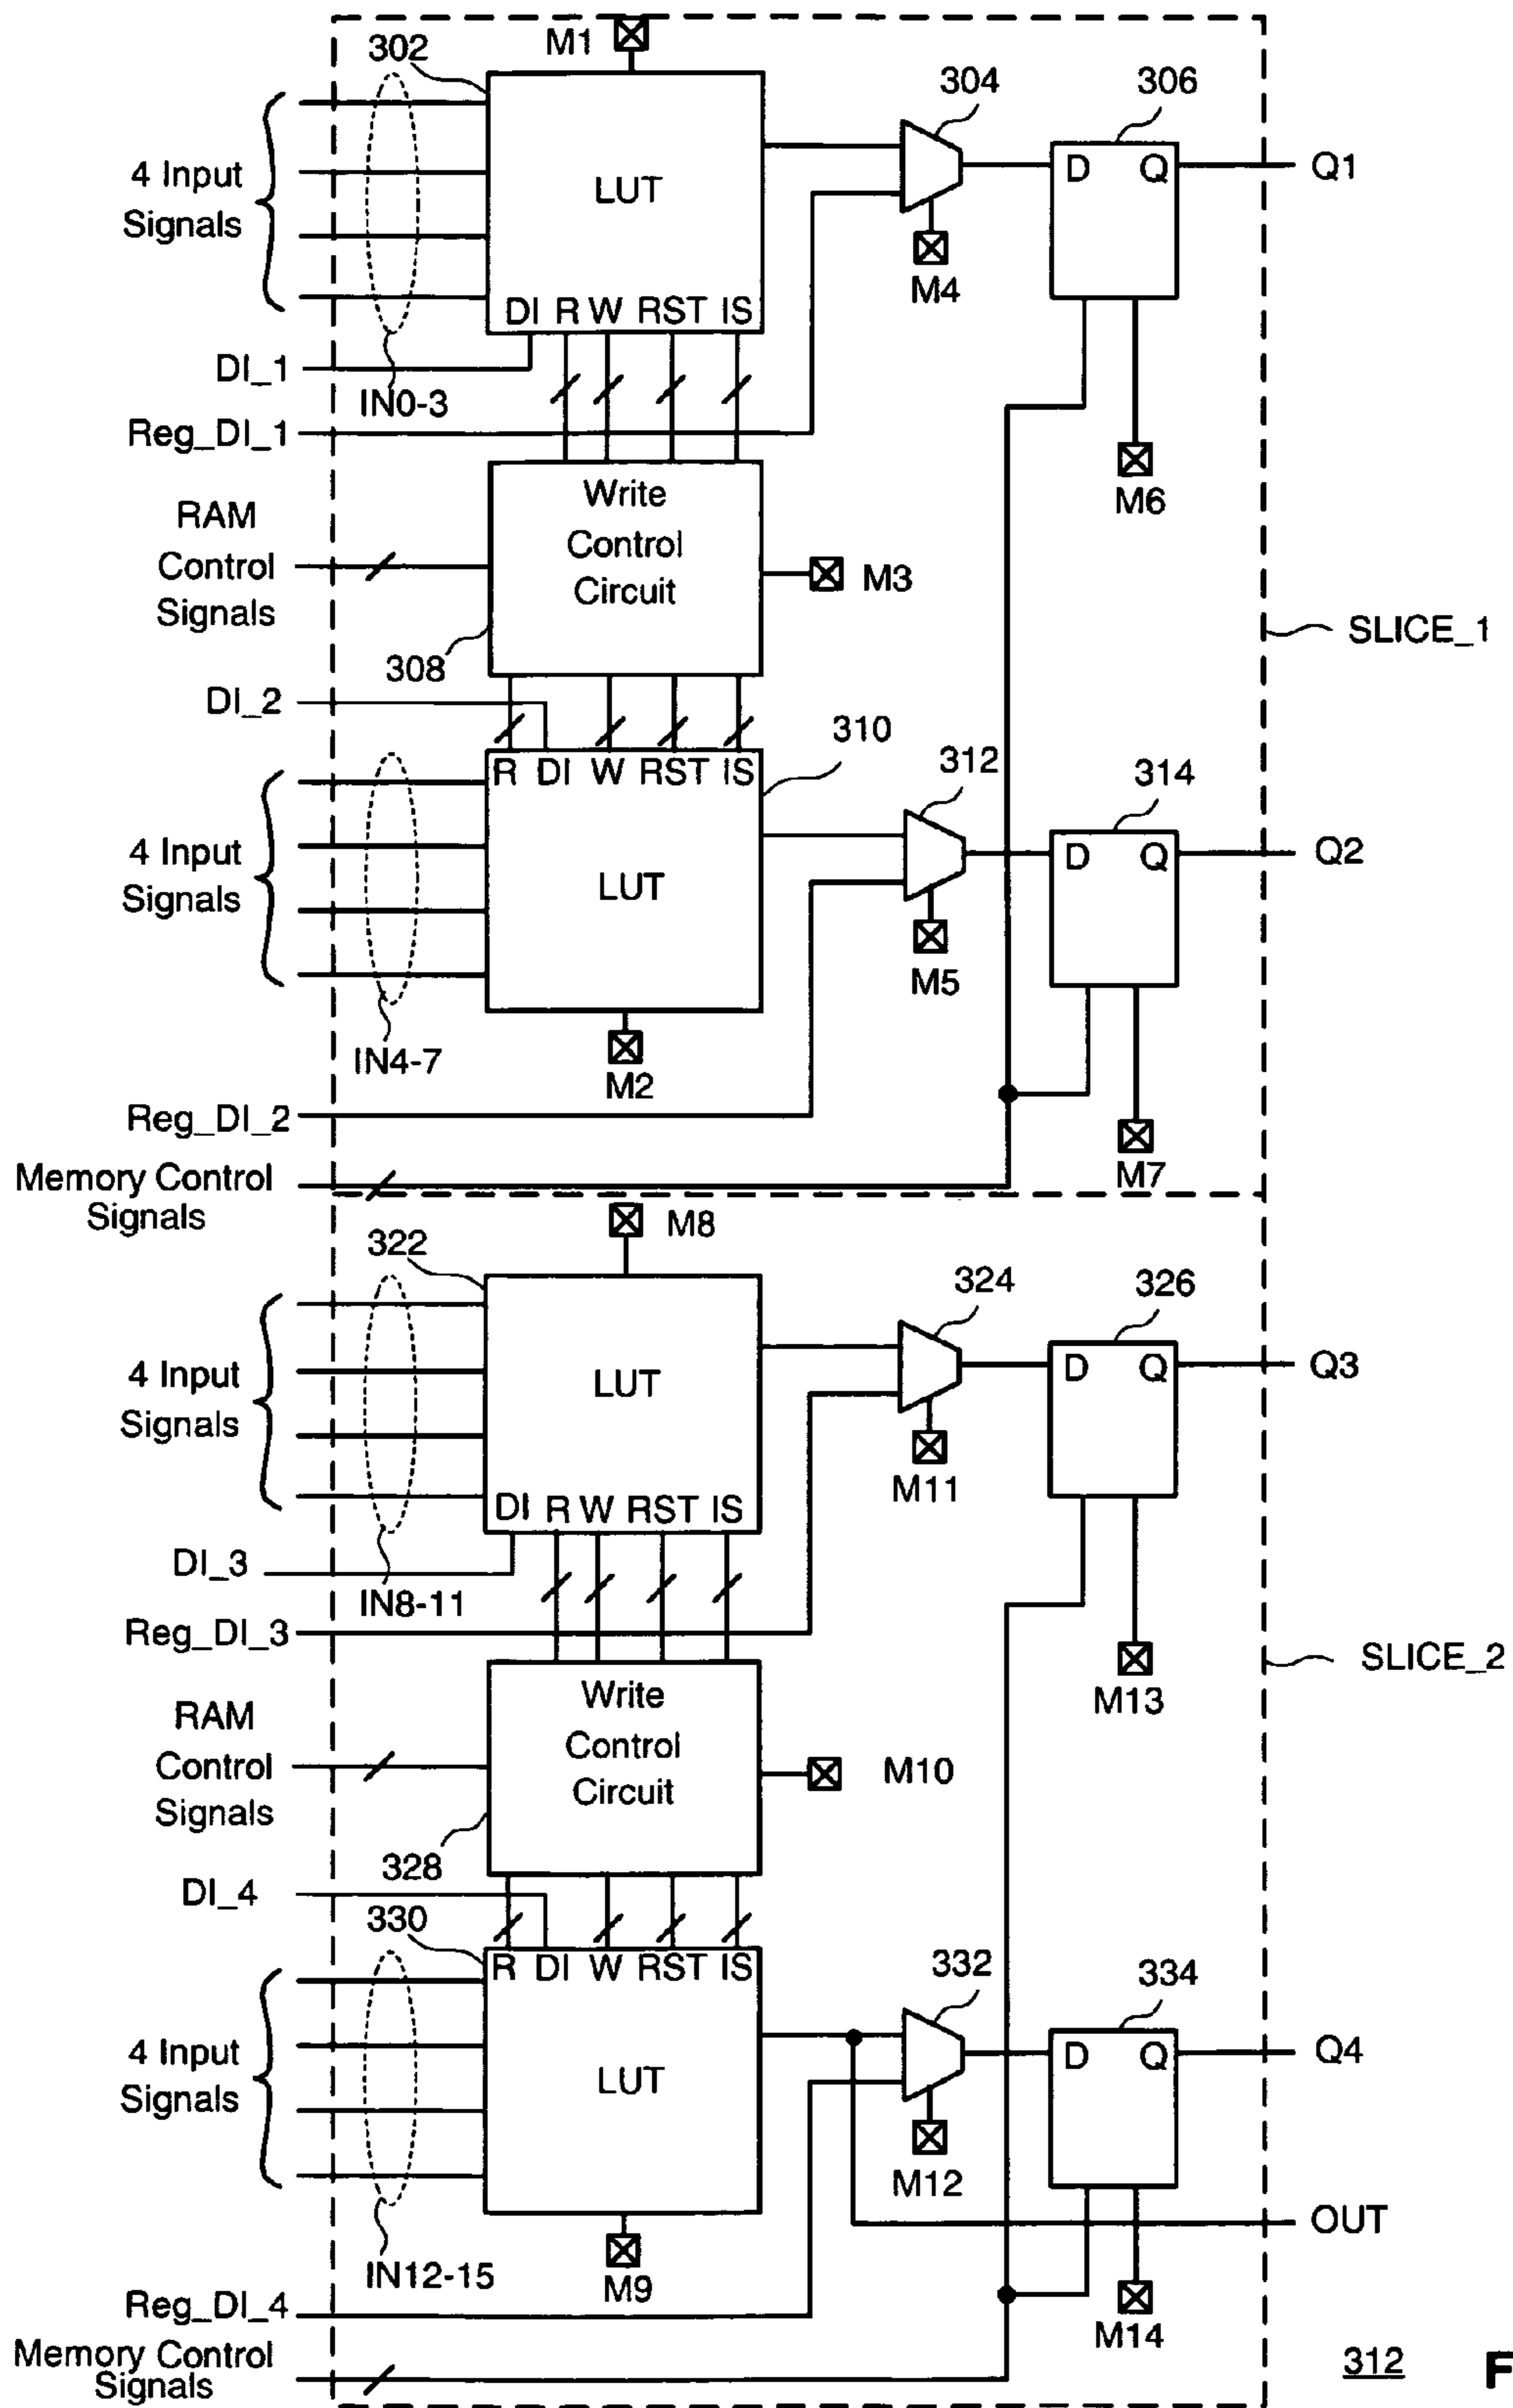 M1
302
304
306
4 Input
Signals
LUT
D Q
Q1
M4
DI R W RST IS
DI_1
IN0-3
Reg_DI_1
M6
Write
Control
Circuit
RAM
Control
Signals
M3
SLICE_1
308
DI_2
310
312
314
R DI W RST IS
4 Input
Signals
LUT
D Q
Q2
M5
IN4-7
M2
Reg_DI_2
M7
Memory Control
Signals
M8
322
324
326
4 Input
Signals
LUT
D Q
Q3
M11
DI R W RST IS
DI_3
IN8-11
Reg_DI_3
SLICE_2
M13
Write
Control
Circuit
RAM
Control
Signals
M10
328
DI_4
330
332
334
R DI W RST IS
4 Input
Signals
LUT
D Q
Q4
M12
OUT
IN12-15
M9
Reg_DI_4
M14
Memory Control
Signals
312
F